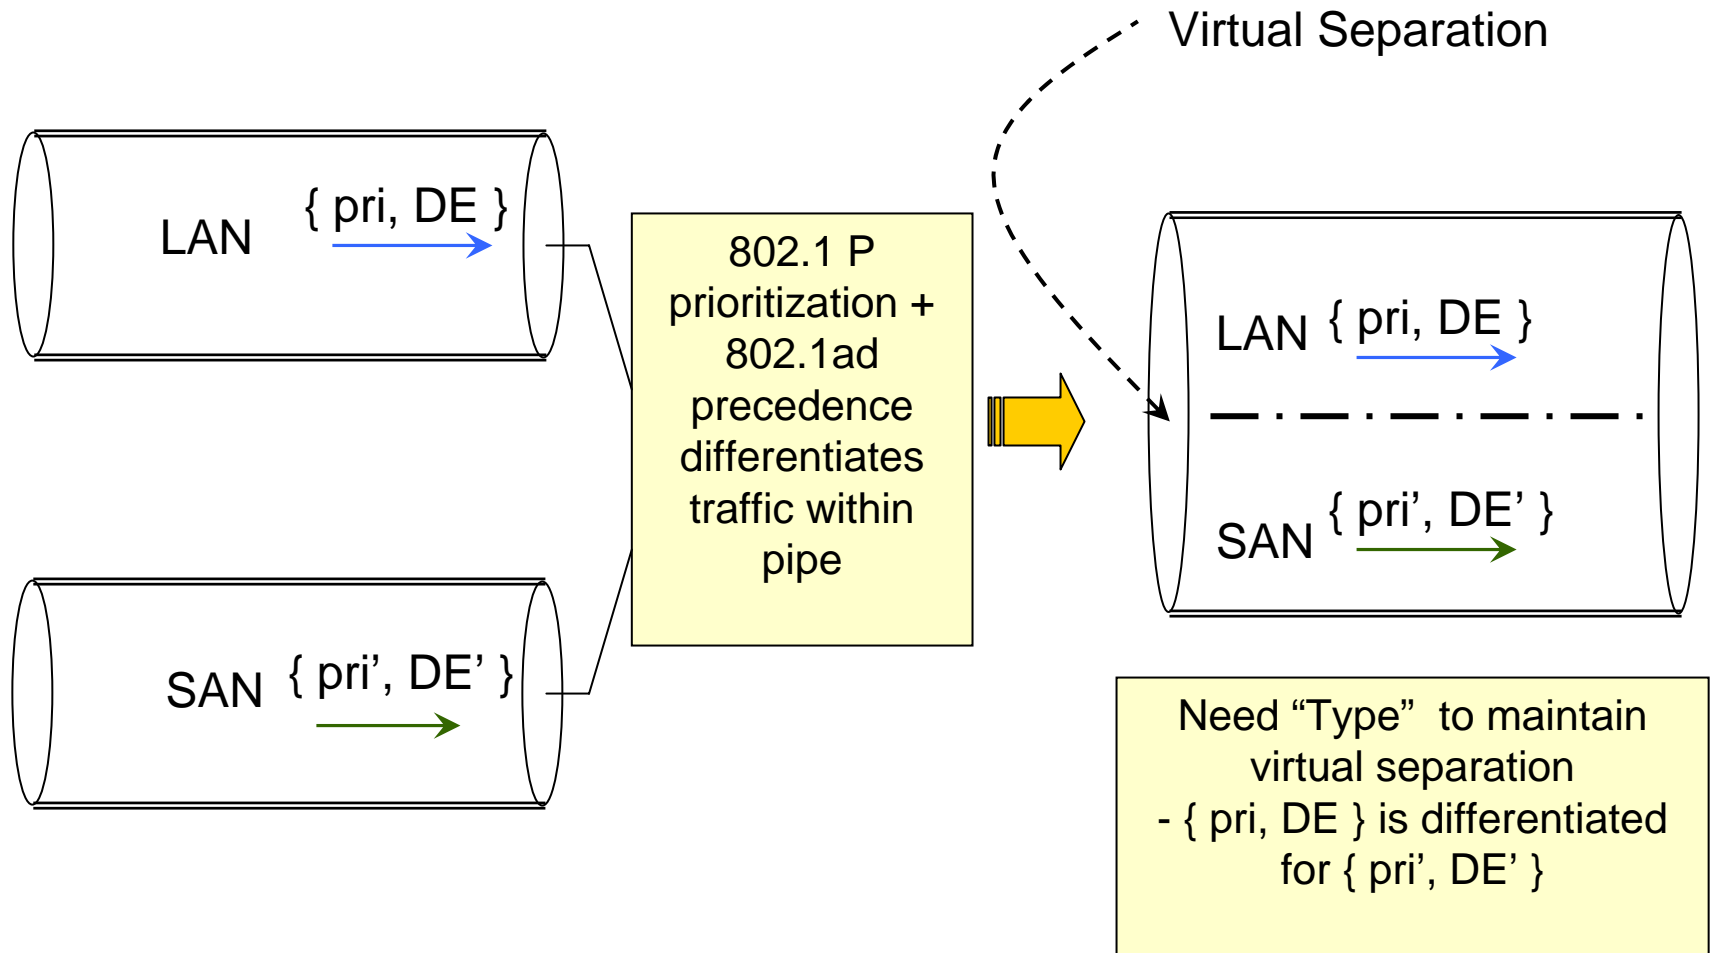 Virtual Separation
LAN { pri, DE }
802.1 P
prioritization +
802.1ad
precedence
differentiates
traffic within
pipe
SAN { pri’, DE’ }
LAN { pri, DE }
SAN { pri’, DE’ }
Need “Type” to maintain
virtual separation
- { pri, DE } is differentiated
for { pri’, DE’ }